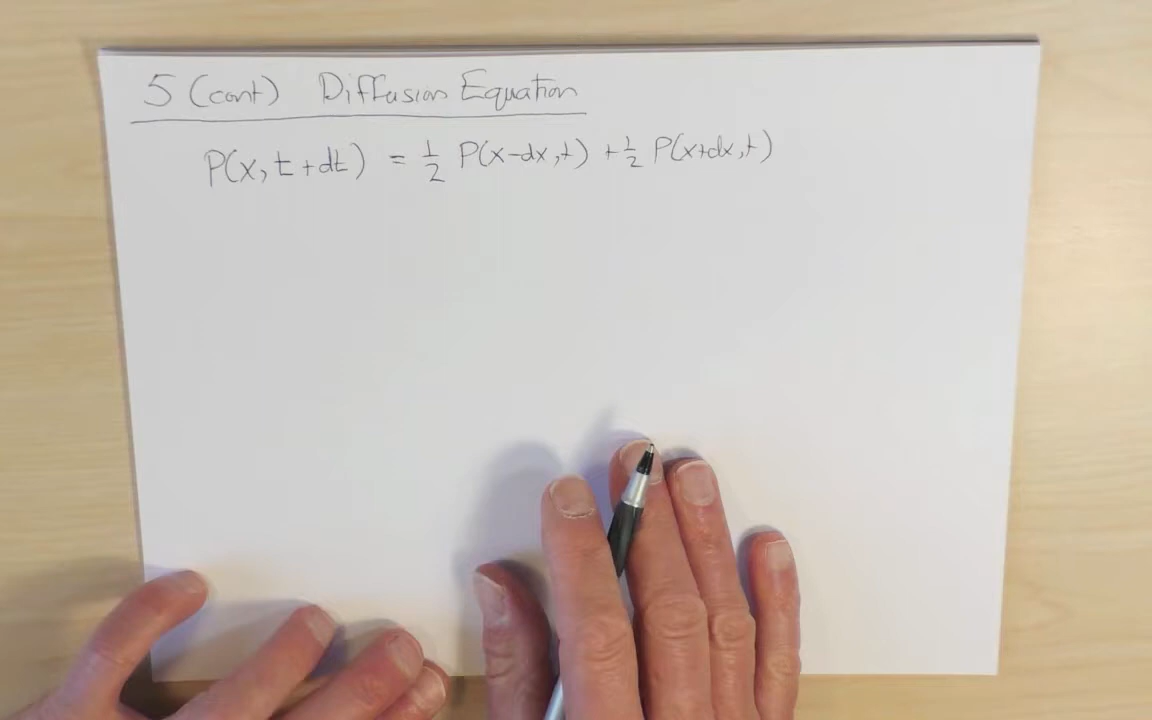 5 (cont) Diffusion Equation
P(x, t + dt) = 1/2 P(x-dx, t) + 1/2 P(x+dx, t)